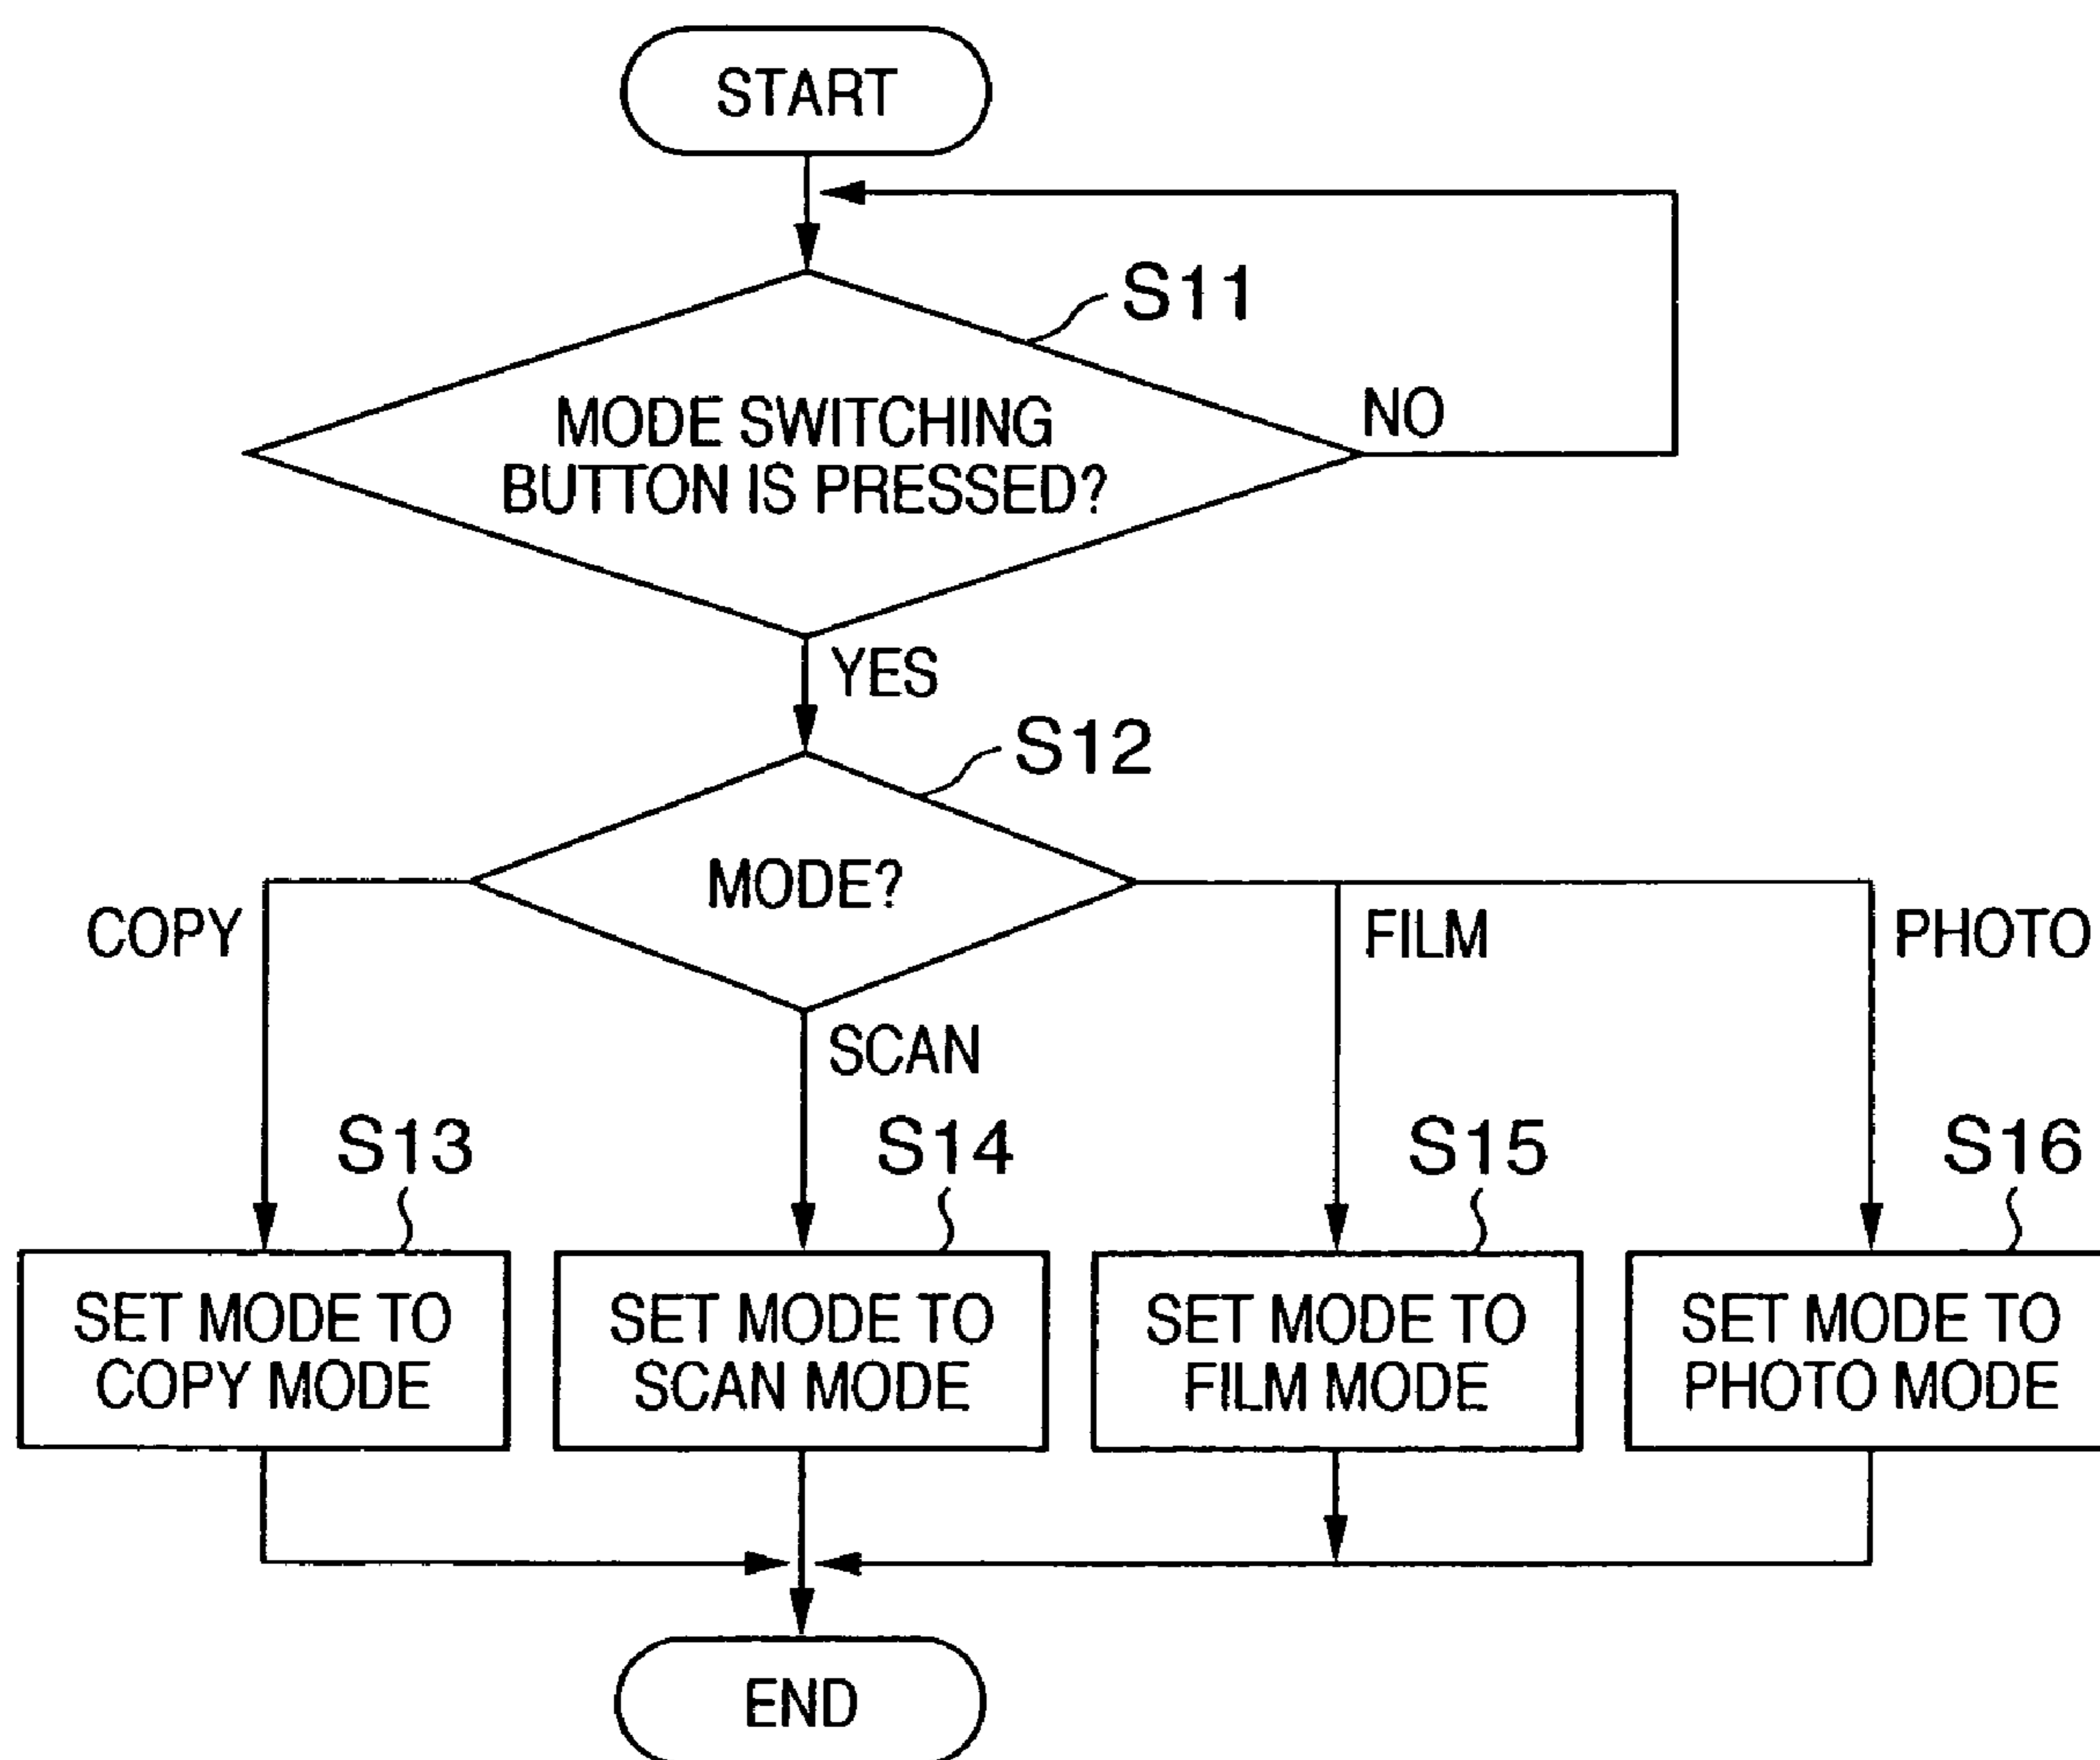 START
S11
MODE SWITCHING
BUTTON IS PRESSED?
NO
YES
S12
MODE?
COPY
SCAN
FILM
PHOTO
S13
S14
S15
S16
SET MODE TO
COPY MODE
SET MODE TO
SCAN MODE
SET MODE TO
FILM MODE
SET MODE TO
PHOTO MODE
END